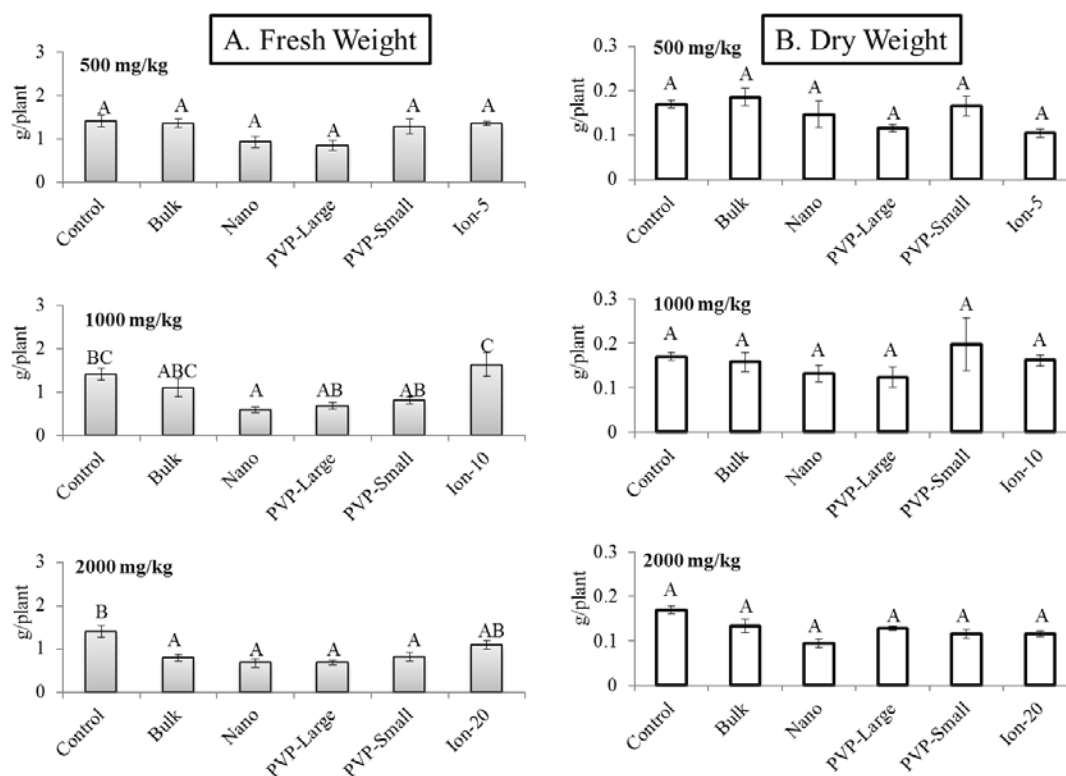 A. Fresh Weight
500 mg/kg
g/plant
3
2
1
0
A
A
A
A
A
A
Control
Bulk
Nano
PVP-Large
PVP-Small
Ion-5
1000 mg/kg
g/plant
3
2
1
0
BC
ABC
A
AB
AB
C
Control
Bulk
Nano
PVP-Large
PVP-Small
Ion-10
2000 mg/kg
g/plant
3
2
1
0
B
A
A
A
A
AB
Control
Bulk
Nano
PVP-Large
PVP-Small
Ion-20
B. Dry Weight
500 mg/kg
g/plant
0.3
0.2
0.1
0
A
A
A
A
A
A
Control
Bulk
Nano
PVP-Large
PVP-Small
Ion-5
1000 mg/kg
g/plant
0.3
0.2
0.1
0
A
A
A
A
A
A
Control
Bulk
Nano
PVP-Large
PVP-Small
Ion-10
2000 mg/kg
g/plant
0.3
0.2
0.1
0
A
A
A
A
A
A
Control
Bulk
Nano
PVP-Large
PVP-Small
Ion-20